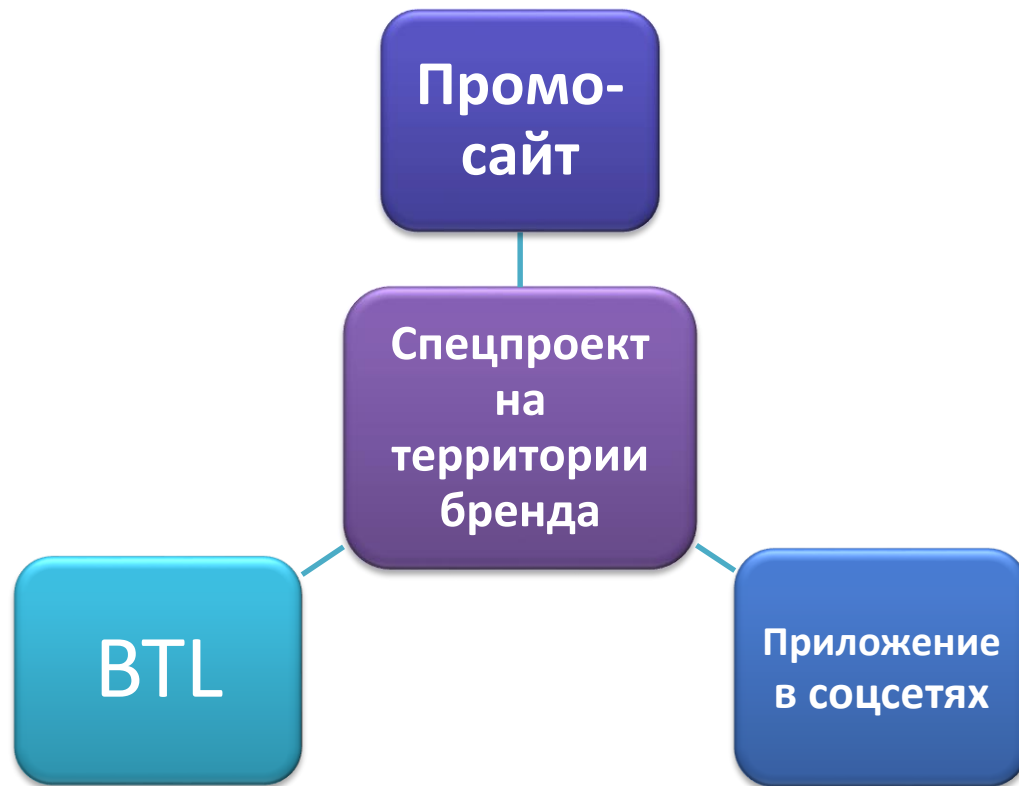 Промо-
сайт
Спецпроект
на
территории
бренда
BTL
Приложение
в соцсетях